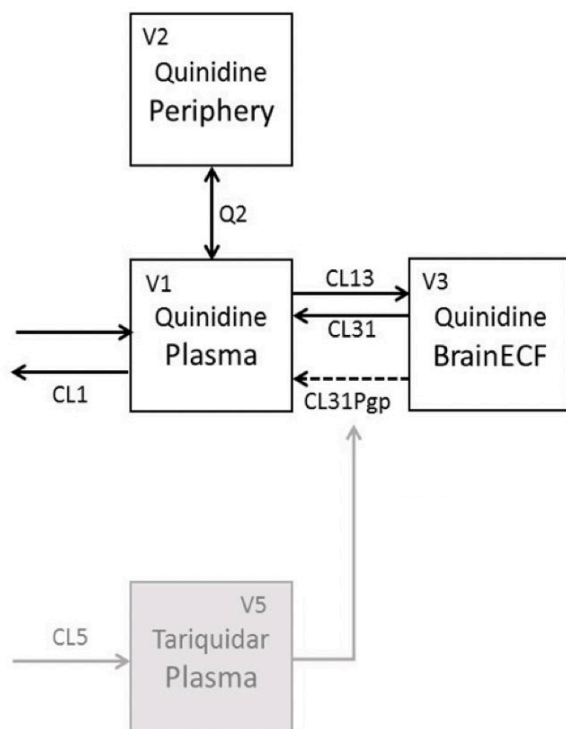 V2
Quinidine
Periphery
Q2
V1
Quinidine
Plasma
CL13
CL31
CL31Pgp
V3
Quinidine
BrainECF
CL1
V5
Tariquidar
Plasma
CL5